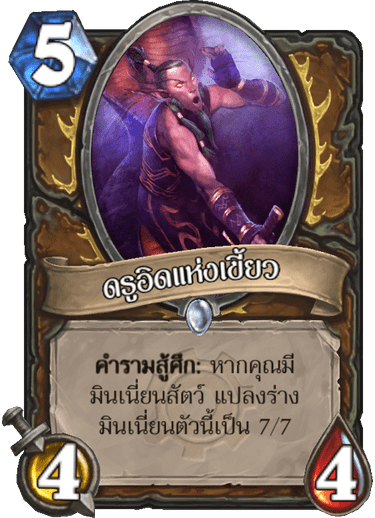 5
ดรูอิดแห่งเขี้ยว
คำรามสู้ศึก: หากคุณมี
มินเนี่ยนสัตว์ แปลงร่าง
มินเนี่ยนตัวนี้เป็น 7/7
4
4